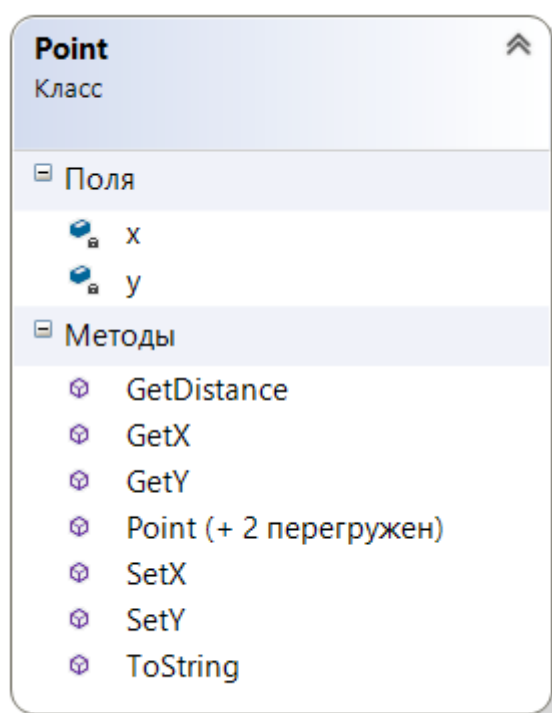 Point
Класс
Поля
x
y
Методы
GetDistance
GetX
GetY
Point (+ 2 перегружен)
SetX
SetY
ToString